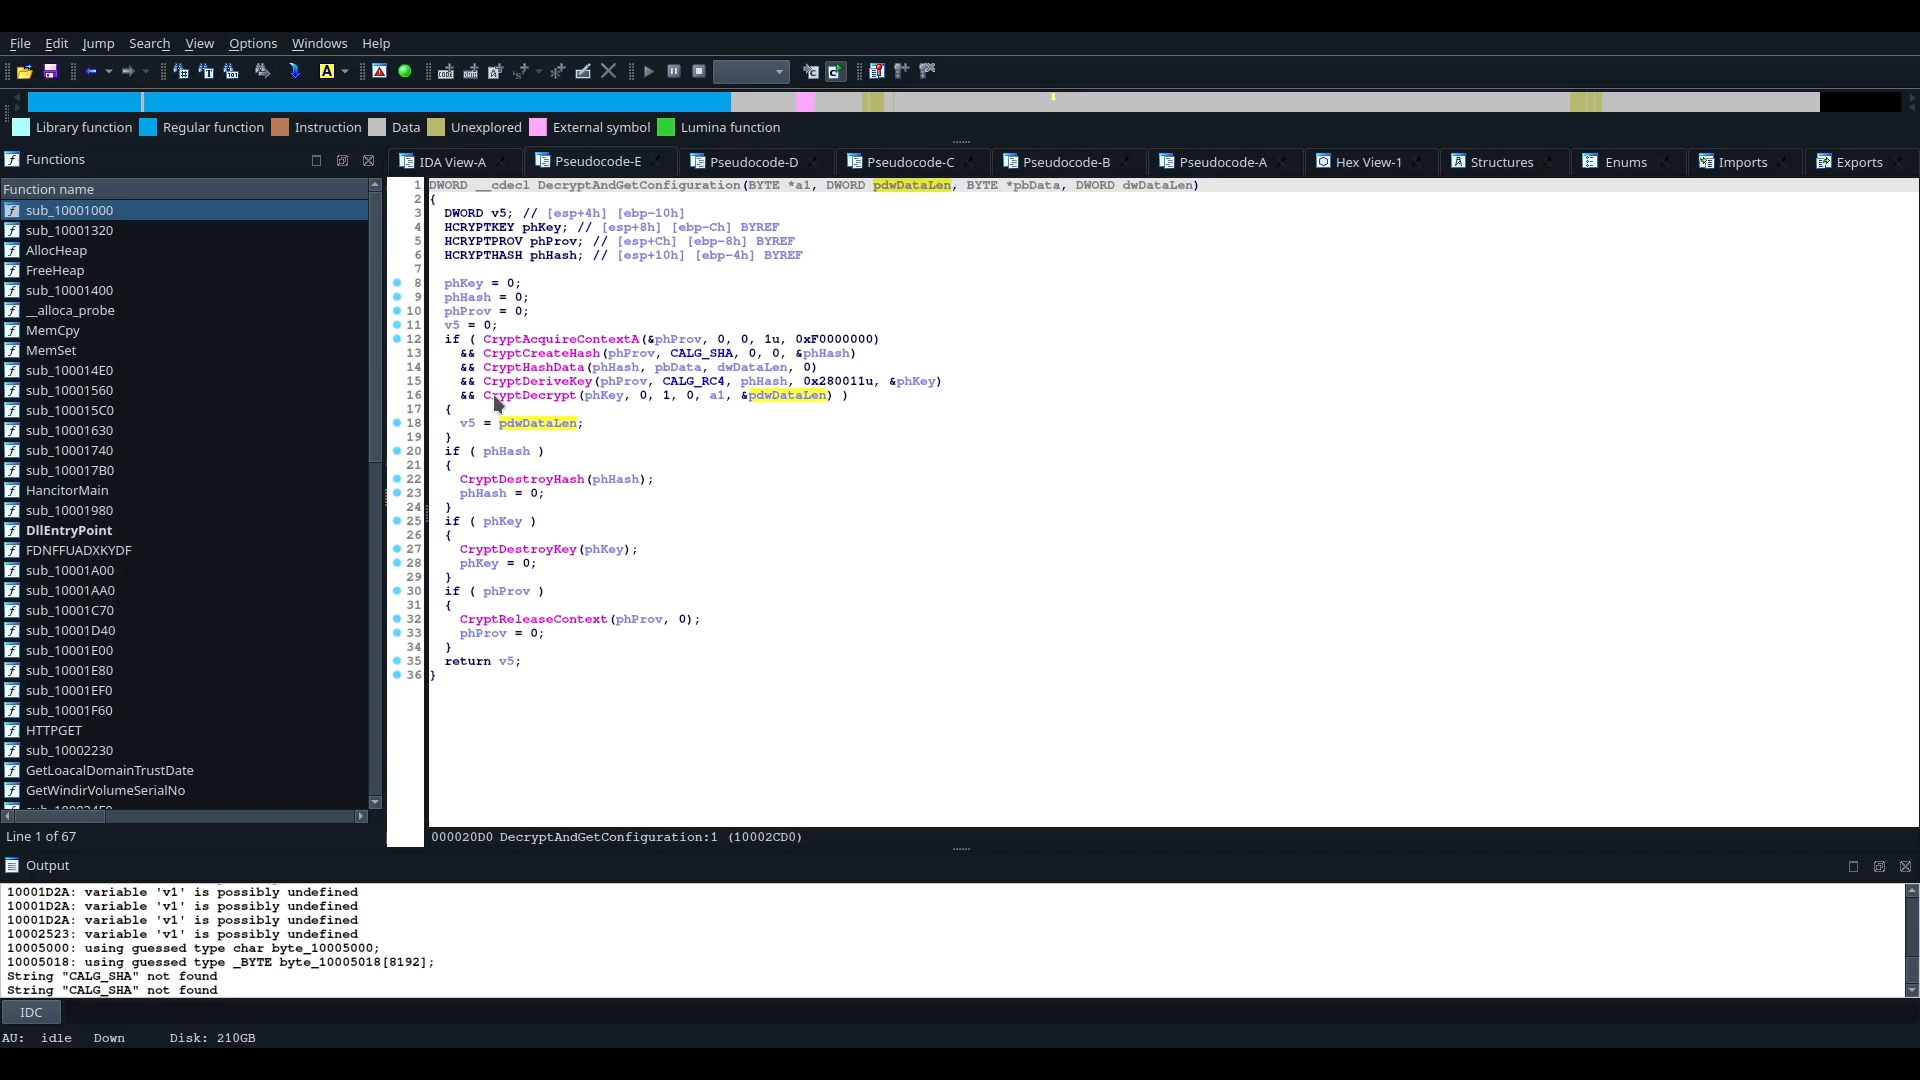 File Edit Jump Search View Options Windows Help
Library function Regular function Instruction Data Unexplored External symbol Lumina function
Functions
IDA View-A Pseudocode-E Pseudocode-D Pseudocode-C Pseudocode-B Pseudocode-A Hex View-1 Structures Enums Imports Exports
Function name
sub_10001000
sub_10001320
AllocHeap
FreeHeap
sub_10001400
__alloca_probe
MemCpy
MemSet
sub_100014E0
sub_10001560
sub_100015C0
sub_10001630
sub_10001740
sub_100017B0
HancitorMain
sub_10001980
DllEntryPoint
FDNFFUADXKYDF
sub_10001A00
sub_10001AA0
sub_10001C70
sub_10001D40
sub_10001E00
sub_10001E80
sub_10001EF0
sub_10001F60
HTTPGET
sub_10002230
GetLoacalDomainTrustDate
GetWindirVolumeSerialNo
Line 1 of 67
1 DWORD __cdecl DecryptAndGetConfiguration(BYTE *a1, DWORD pdwDataLen, BYTE *pbData, DWORD dwDataLen)
2 {
3 DWORD v5; // [esp+4h] [ebp-10h]
4 HCRYPTKEY phKey; // [esp+8h] [ebp-Ch] BYREF
5 HCRYPTPROV phProv; // [esp+Ch] [ebp-8h] BYREF
6 HCRYPTHASH phHash; // [esp+10h] [ebp-4h] BYREF
7
8 phKey = 0;
9 phHash = 0;
10 phProv = 0;
11 v5 = 0;
12 if ( CryptAcquireContextA(&phProv, 0, 0, 1u, 0xF0000000)
13 && CryptCreateHash(phProv, CALG_SHA, 0, 0, &phHash)
14 && CryptHashData(phHash, pbData, dwDataLen, 0)
15 && CryptDeriveKey(phProv, CALG_RC4, phHash, 0x280011u, &phKey)
16 && CryptDecrypt(phKey, 0, 1, 0, a1, &pdwDataLen) )
17 {
18 v5 = pdwDataLen;
19 }
20 if ( phHash )
21 {
22 CryptDestroyHash(phHash);
23 phHash = 0;
24 }
25 if ( phKey )
26 {
27 CryptDestroyKey(phKey);
28 phKey = 0;
29 }
30 if ( phProv )
31 {
32 CryptReleaseContext(phProv, 0);
33 phProv = 0;
34 }
35 return v5;
36 }
000020D0 DecryptAndGetConfiguration:1 (10002CD0)
Output
10001D2A: variable 'v1' is possibly undefined
10001D2A: variable 'v1' is possibly undefined
10001D2A: variable 'v1' is possibly undefined
10002523: variable 'v1' is possibly undefined
10005000: using guessed type char byte_10005000;
10005018: using guessed type _BYTE byte_10005018[8192];
String "CALG_SHA" not found
String "CALG_SHA" not found
IDC
AU: idle Down Disk: 210GB